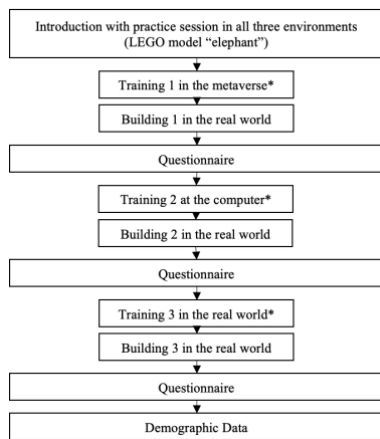 Introduction with practice session in all three environments
(LEGO model “elephant”)
Training 1 in the metaverse*
Building 1 in the real world
Questionnaire
Training 2 at the computer*
Building 2 in the real world
Questionnaire
Training 3 in the real world*
Building 3 in the real world
Questionnaire
Demographic Data